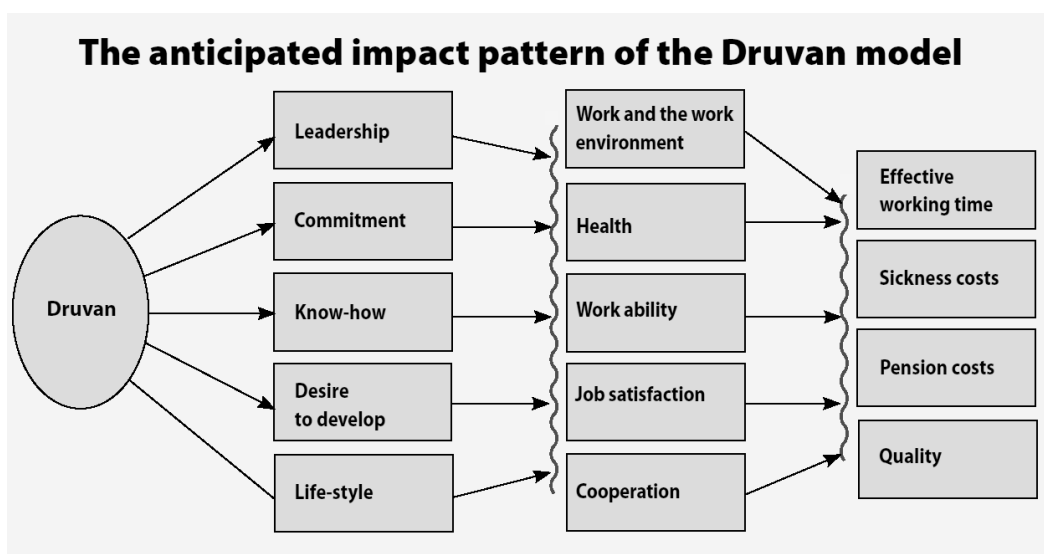 The anticipated impact pattern of the Druvan model
Druvan
Leadership
Commitment
Know-how
Desire
to develop
Life-style
Work and the work
environment
Health
Work ability
Job satisfaction
Cooperation
Effective
working time
Sickness costs
Pension costs
Quality